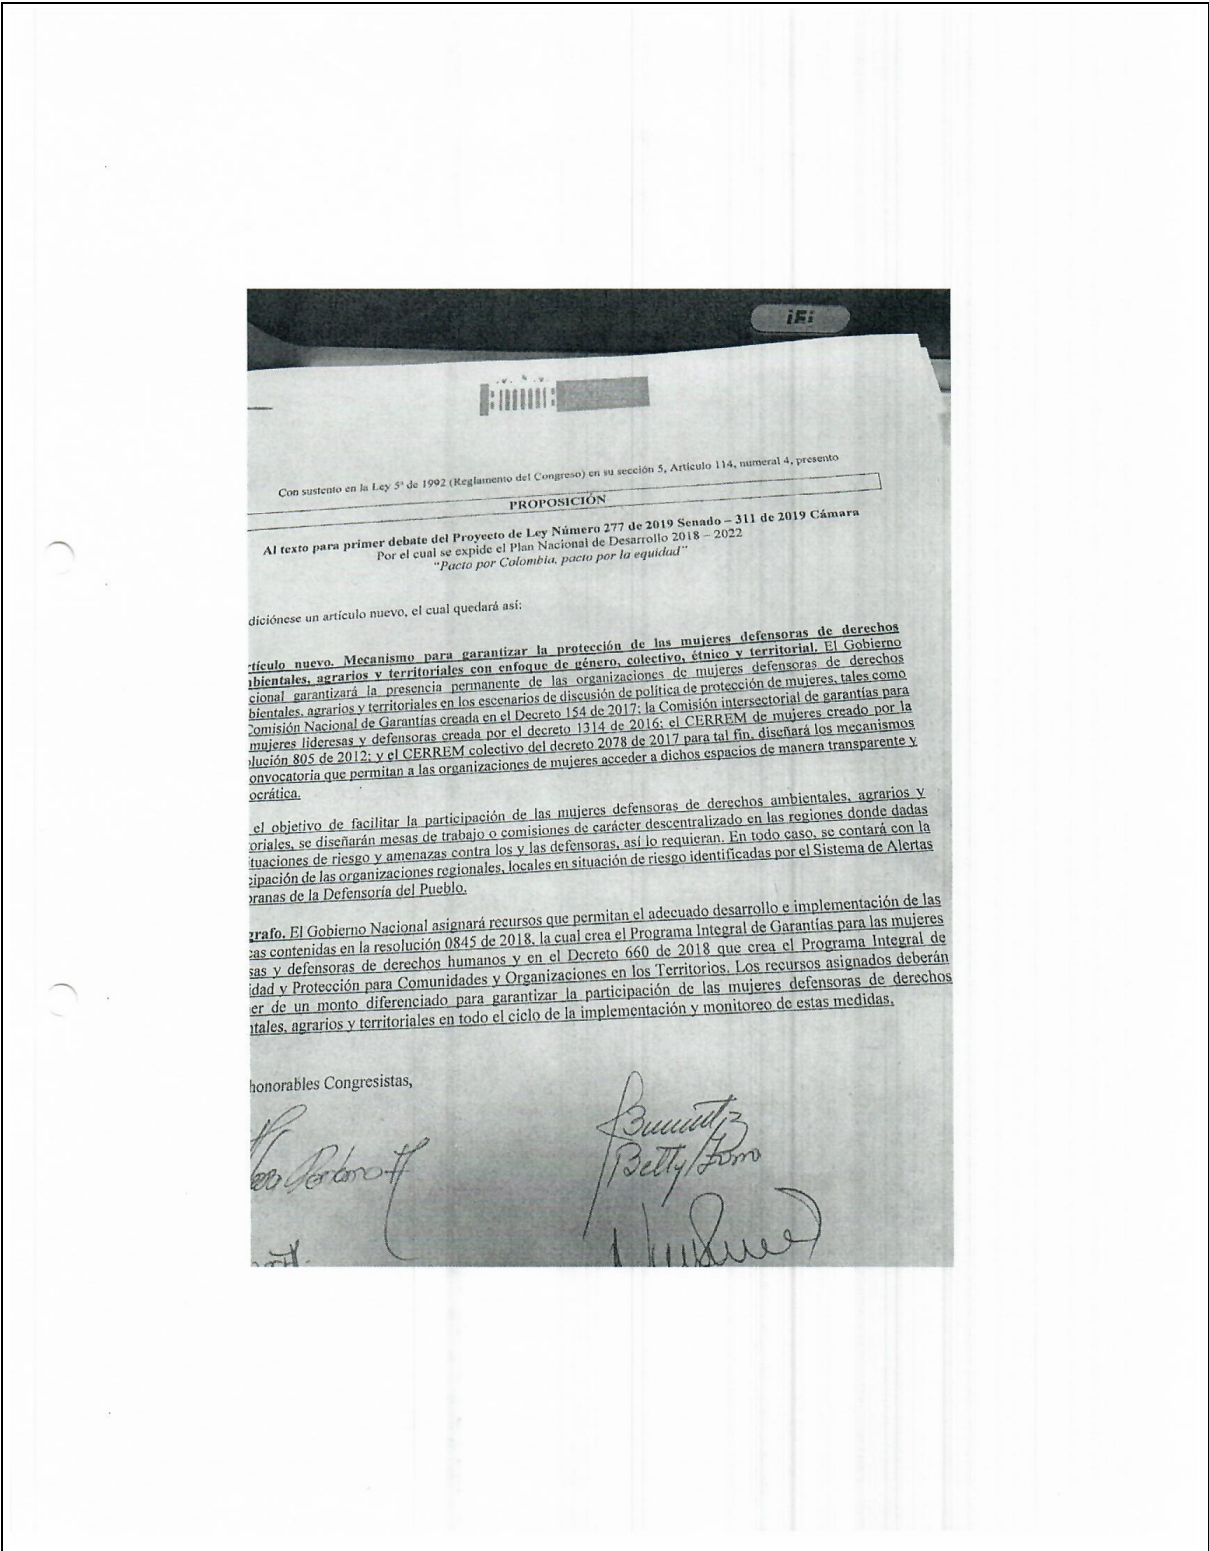 iFi
Con sustento en la Ley 5ª de 1992 (Reglamento del Congreso) en su sección 5, Artículo 114, numeral 4, presento
PROPOSICIÓN
Al texto para primer debate del Proyecto de Ley Número 277 de 2019 Senado – 311 de 2019 Cámara
Por el cual se expide el Plan Nacional de Desarrollo 2018 – 2022
"Pacto por Colombia, pacto por la equidad"
diciónese un artículo nuevo, el cual quedará así:
tículo nuevo. Mecanismo para garantizar la protección de las mujeres defensoras de derechos
bientales, agrarios y territoriales con enfoque de género, colectivo, étnico y territorial. El Gobierno
cional garantizará la presencia permanente de las organizaciones de mujeres defensoras de derechos
bientales, agrarios y territoriales en los escenarios de discusión de política de protección de mujeres, tales como
Comisión Nacional de Garantías creada en el Decreto 154 de 2017; la Comisión intersectorial de garantías para
mujeres lideresas y defensoras creada por el decreto 1314 de 2016; el CERREM de mujeres creado por la
lución 805 de 2012; y el CERREM colectivo del decreto 2078 de 2017 para tal fin, diseñará los mecanismos
onvocatoria que permitan a las organizaciones de mujeres acceder a dichos espacios de manera transparente y
ocrática.
el objetivo de facilitar la participación de las mujeres defensoras de derechos ambientales, agrarios y
oriales, se diseñarán mesas de trabajo o comisiones de carácter descentralizado en las regiones donde dadas
ituaciones de riesgo y amenazas contra los y las defensoras, así lo requieran. En todo caso, se contará con la
cipación de las organizaciones regionales, locales en situación de riesgo identificadas por el Sistema de Alertas
pranas de la Defensoría del Pueblo.
grafo. El Gobierno Nacional asignará recursos que permitan el adecuado desarrollo e implementación de las
cas contenidas en la resolución 0845 de 2018, la cual crea el Programa Integral de Garantías para las mujeres
sas y defensoras de derechos humanos y en el Decreto 660 de 2018 que crea el Programa Integral de
idad y Protección para Comunidades y Organizaciones en los Territorios. Los recursos asignados deberán
er de un monto diferenciado para garantizar la participación de las mujeres defensoras de derechos
ntales, agrarios y territoriales en todo el ciclo de la implementación y monitoreo de estas medidas.
honorables Congresistas,
Betty